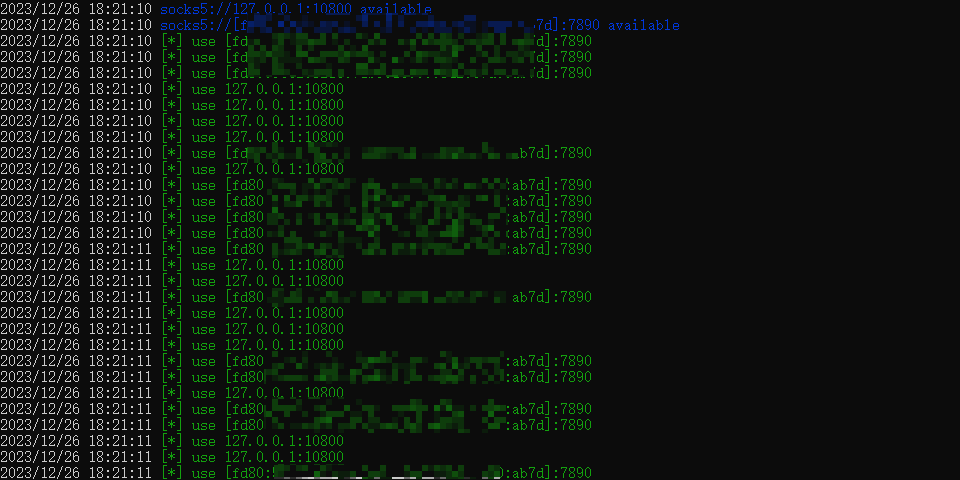 2023/12/26 18:21:10 socks5://127.0.0.1:10800 available
2023/12/26 18:21:10 socks5://[f b7d]:7890 available
2023/12/26 18:21:10 [*] use [fd b7d]:7890
2023/12/26 18:21:10 [*] use [fd b7d]:7890
2023/12/26 18:21:10 [*] use [fd b7d]:7890
2023/12/26 18:21:10 [*] use 127.0.0.1:10800
2023/12/26 18:21:10 [*] use 127.0.0.1:10800
2023/12/26 18:21:10 [*] use 127.0.0.1:10800
2023/12/26 18:21:10 [*] use 127.0.0.1:10800
2023/12/26 18:21:10 [*] use [fd ab7d]:7890
2023/12/26 18:21:10 [*] use 127.0.0.1:10800
2023/12/26 18:21:10 [*] use [fd80 :ab7d]:7890
2023/12/26 18:21:10 [*] use [fd80 :ab7d]:7890
2023/12/26 18:21:10 [*] use [fd80 :ab7d]:7890
2023/12/26 18:21:10 [*] use [fd80 :ab7d]:7890
2023/12/26 18:21:11 [*] use [fd80 :ab7d]:7890
2023/12/26 18:21:11 [*] use 127.0.0.1:10800
2023/12/26 18:21:11 [*] use 127.0.0.1:10800
2023/12/26 18:21:11 [*] use [fd80 ab7d]:7890
2023/12/26 18:21:11 [*] use 127.0.0.1:10800
2023/12/26 18:21:11 [*] use 127.0.0.1:10800
2023/12/26 18:21:11 [*] use 127.0.0.1:10800
2023/12/26 18:21:11 [*] use [fd80 :ab7d]:7890
2023/12/26 18:21:11 [*] use [fd80 :ab7d]:7890
2023/12/26 18:21:11 [*] use 127.0.0.1:10800
2023/12/26 18:21:11 [*] use [fd80 :ab7d]:7890
2023/12/26 18:21:11 [*] use [fd80 :ab7d]:7890
2023/12/26 18:21:11 [*] use 127.0.0.1:10800
2023/12/26 18:21:11 [*] use 127.0.0.1:10800
2023/12/26 18:21:11 [*] use [fd80: :ab7d]:7890